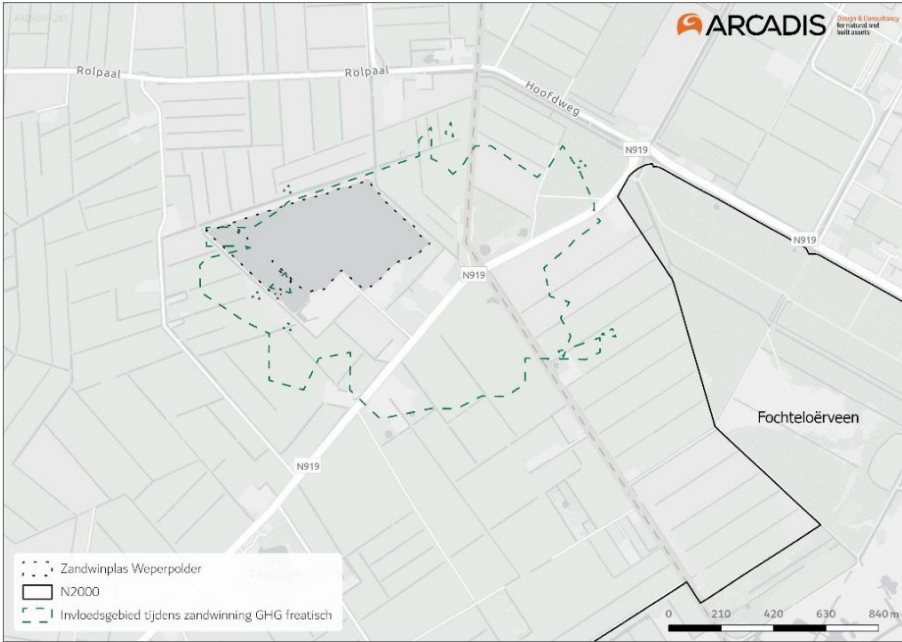 ARCADIS
Design & Consultancy
for natural and
built assets
Rolpaal
Rolpaal
Hoofdweg
N919
N919
N919
Fochteloërveen
N919
Zandwinplas Weperpolder
N2000
Invloedsgebied tijdens zandwinning GHG freatisch
0 210 420 630 840 m